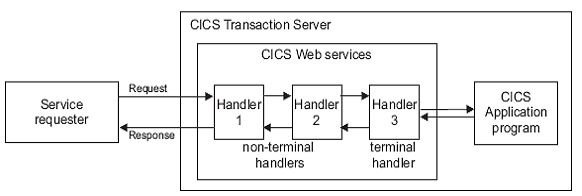 CICS Transaction Server
CICS Web services
Request
Service
requester
Response
Handler
1
Handler
2
Handler
3
non-terminal
handlers
terminal
handler
CICS
Application
program